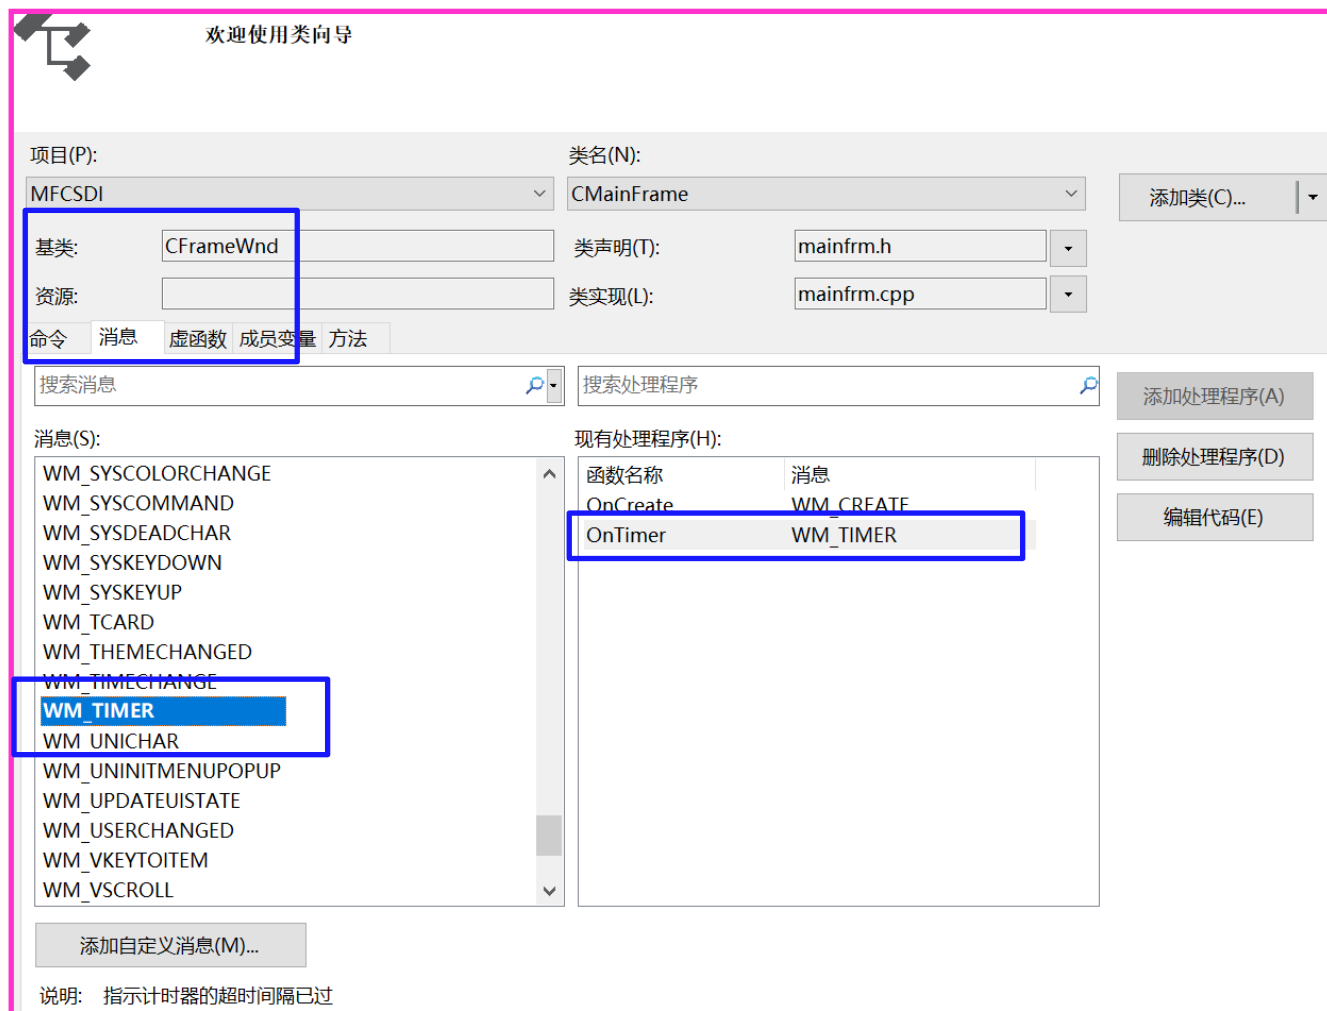 欢迎使用类向导
项目(P):
类名(N):
MFCSDI
CMainFrame
添加类(C)...
基类:
CFrameWnd
类声明(T):
mainfrm.h
资源:
类实现(L):
mainfrm.cpp
命令 消息 虚函数 成员变量 方法
搜索消息
搜索处理程序
添加处理程序(A)
消息(S):
现有处理程序(H):
删除处理程序(D)
编辑代码(E)
WM_SYSCOLORCHANGE
WM_SYSCOMMAND
WM_SYSDEADCHAR
WM_SYSKEYDOWN
WM_SYSKEYUP
WM_TCARD
WM_THEMECHANGED
WM_TIMECHANGE
WM_TIMER
WM_UNICHAR
WM_UNINITMENUPOPUP
WM_UPDATEUISTATE
WM_USERCHANGED
WM_VKEYTOITEM
WM_VSCROLL
函数名称 消息
OnCreate WM_CREATE
OnTimer WM_TIMER
添加自定义消息(M)...
说明: 指示计时器的超时间隔已过